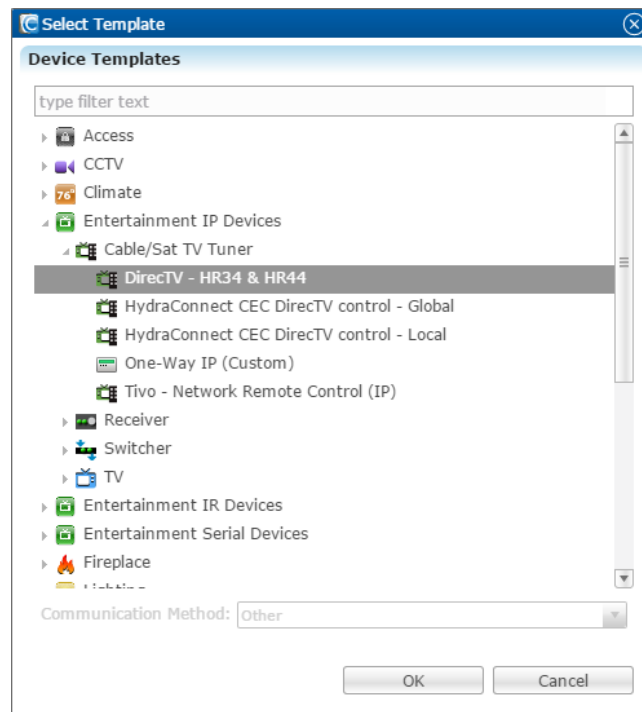 Select Template
Device Templates
type filter text
Access
CCTV
76° Climate
Entertainment IP Devices
Cable/Sat TV Tuner
DirecTV - HR34 & HR44
HydraConnect CEC DirecTV control - Global
HydraConnect CEC DirecTV control - Local
One-Way IP (Custom)
Tivo - Network Remote Control (IP)
Receiver
Switcher
TV
Entertainment IR Devices
Entertainment Serial Devices
Fireplace
Lighting
Communication Method: Other
OK Cancel